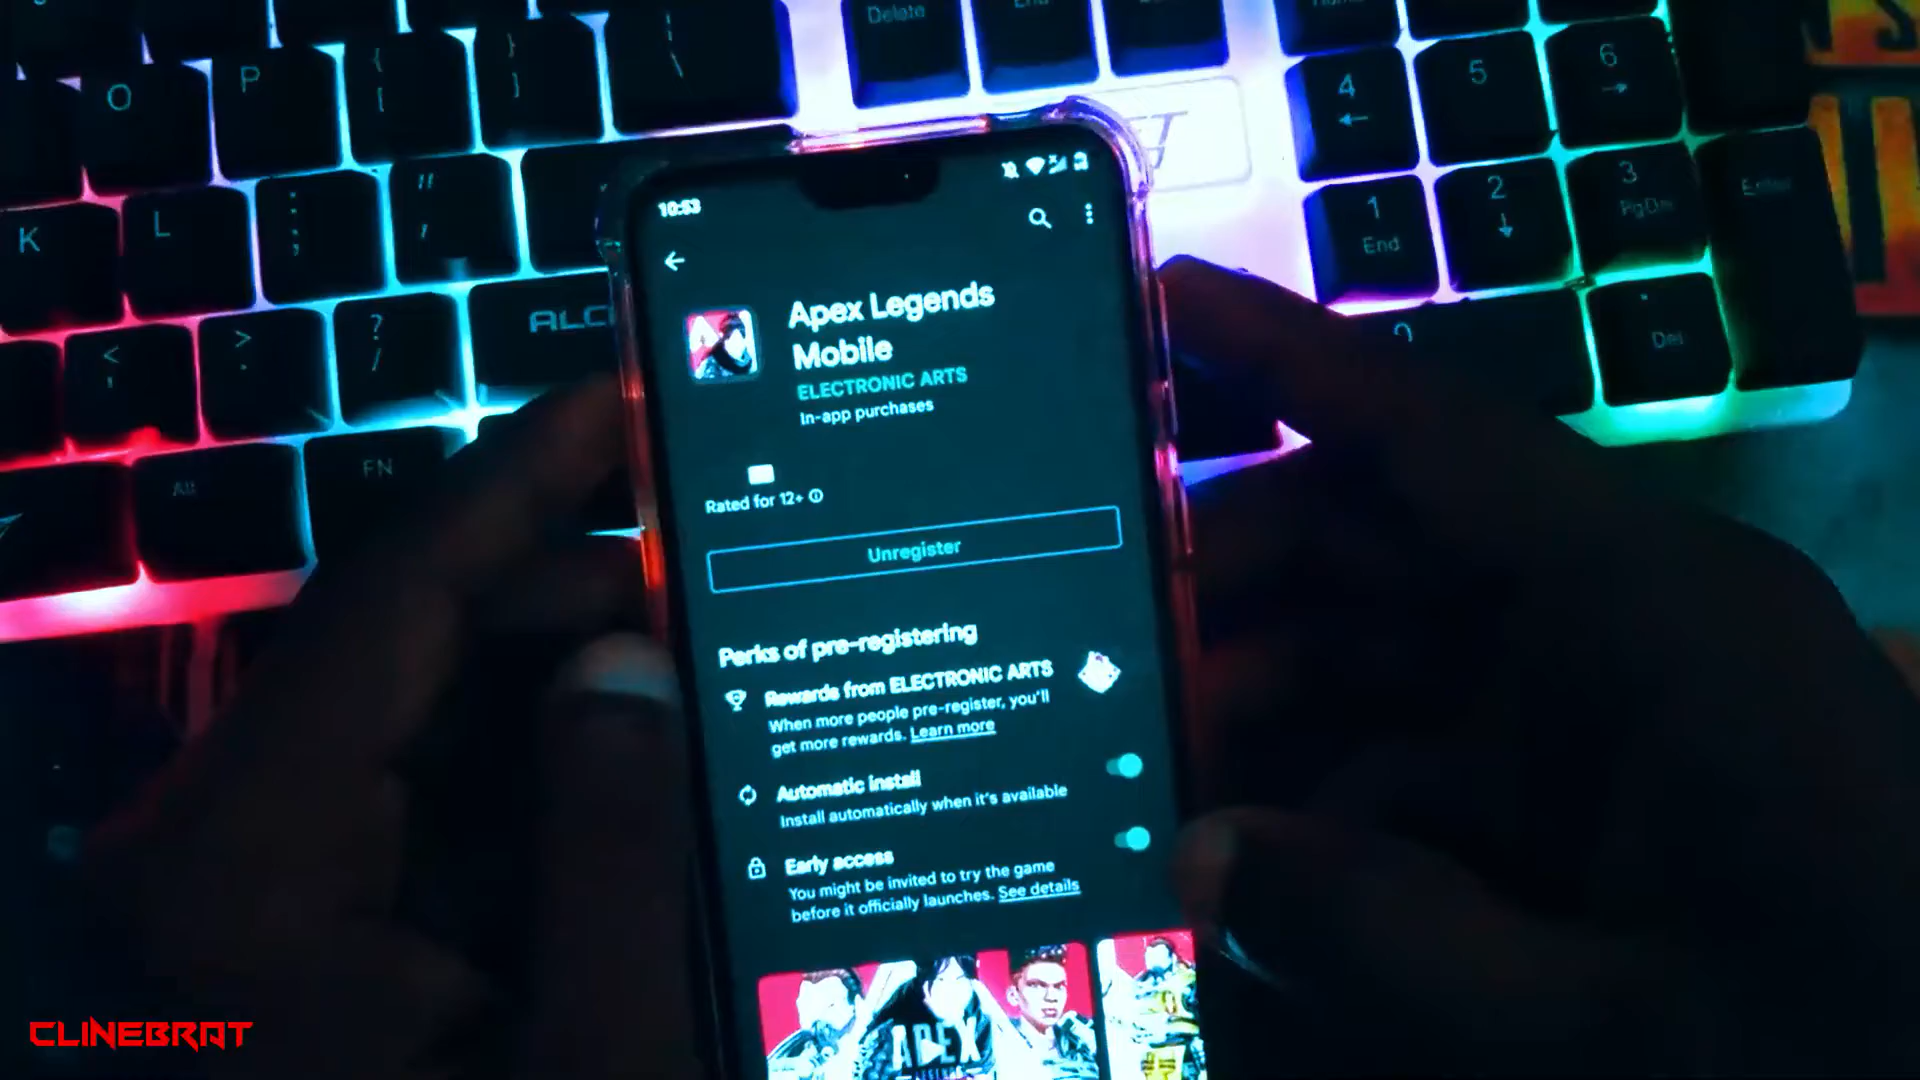 Delete
O
P
{
[
}
]
|
\
4
5
6
K
L
:
;
"
,
1
End
2
3
PgDn
Enter
<
,
>
.
?
/
0
.
Del
Alt
FN
10:53
Apex Legends
Mobile
ELECTRONIC ARTS
In-app purchases
Rated for 12+
Unregister
Perks of pre-registering
Rewards from ELECTRONIC ARTS
When more people pre-register, you'll
get more rewards. Learn more
Automatic install
Install automatically when it's available
Early access
You might be invited to try the game
before it officially launches. See details
APEX
CLINEBRAT